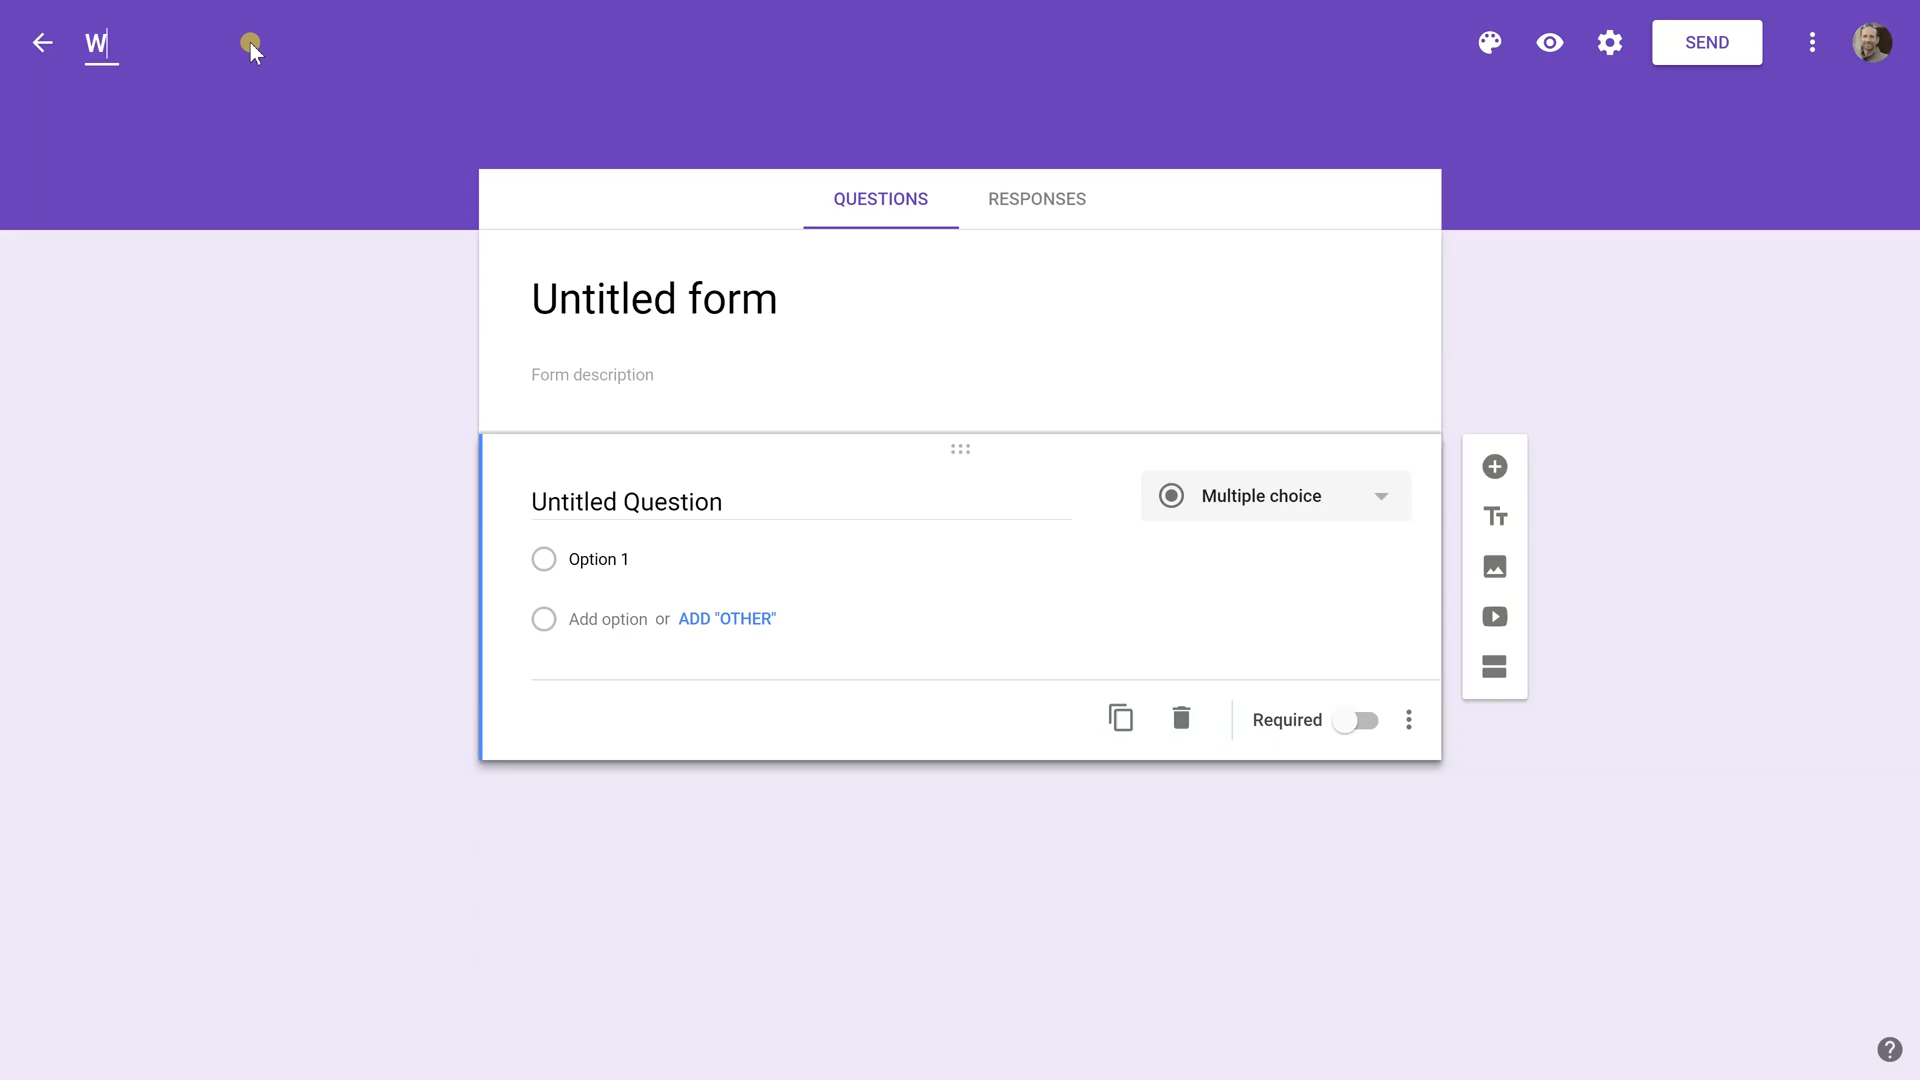 W
SEND
QUESTIONS RESPONSES
Untitled form
Form description
Untitled Question
Multiple choice
Option 1
Add option or ADD "OTHER"
Required